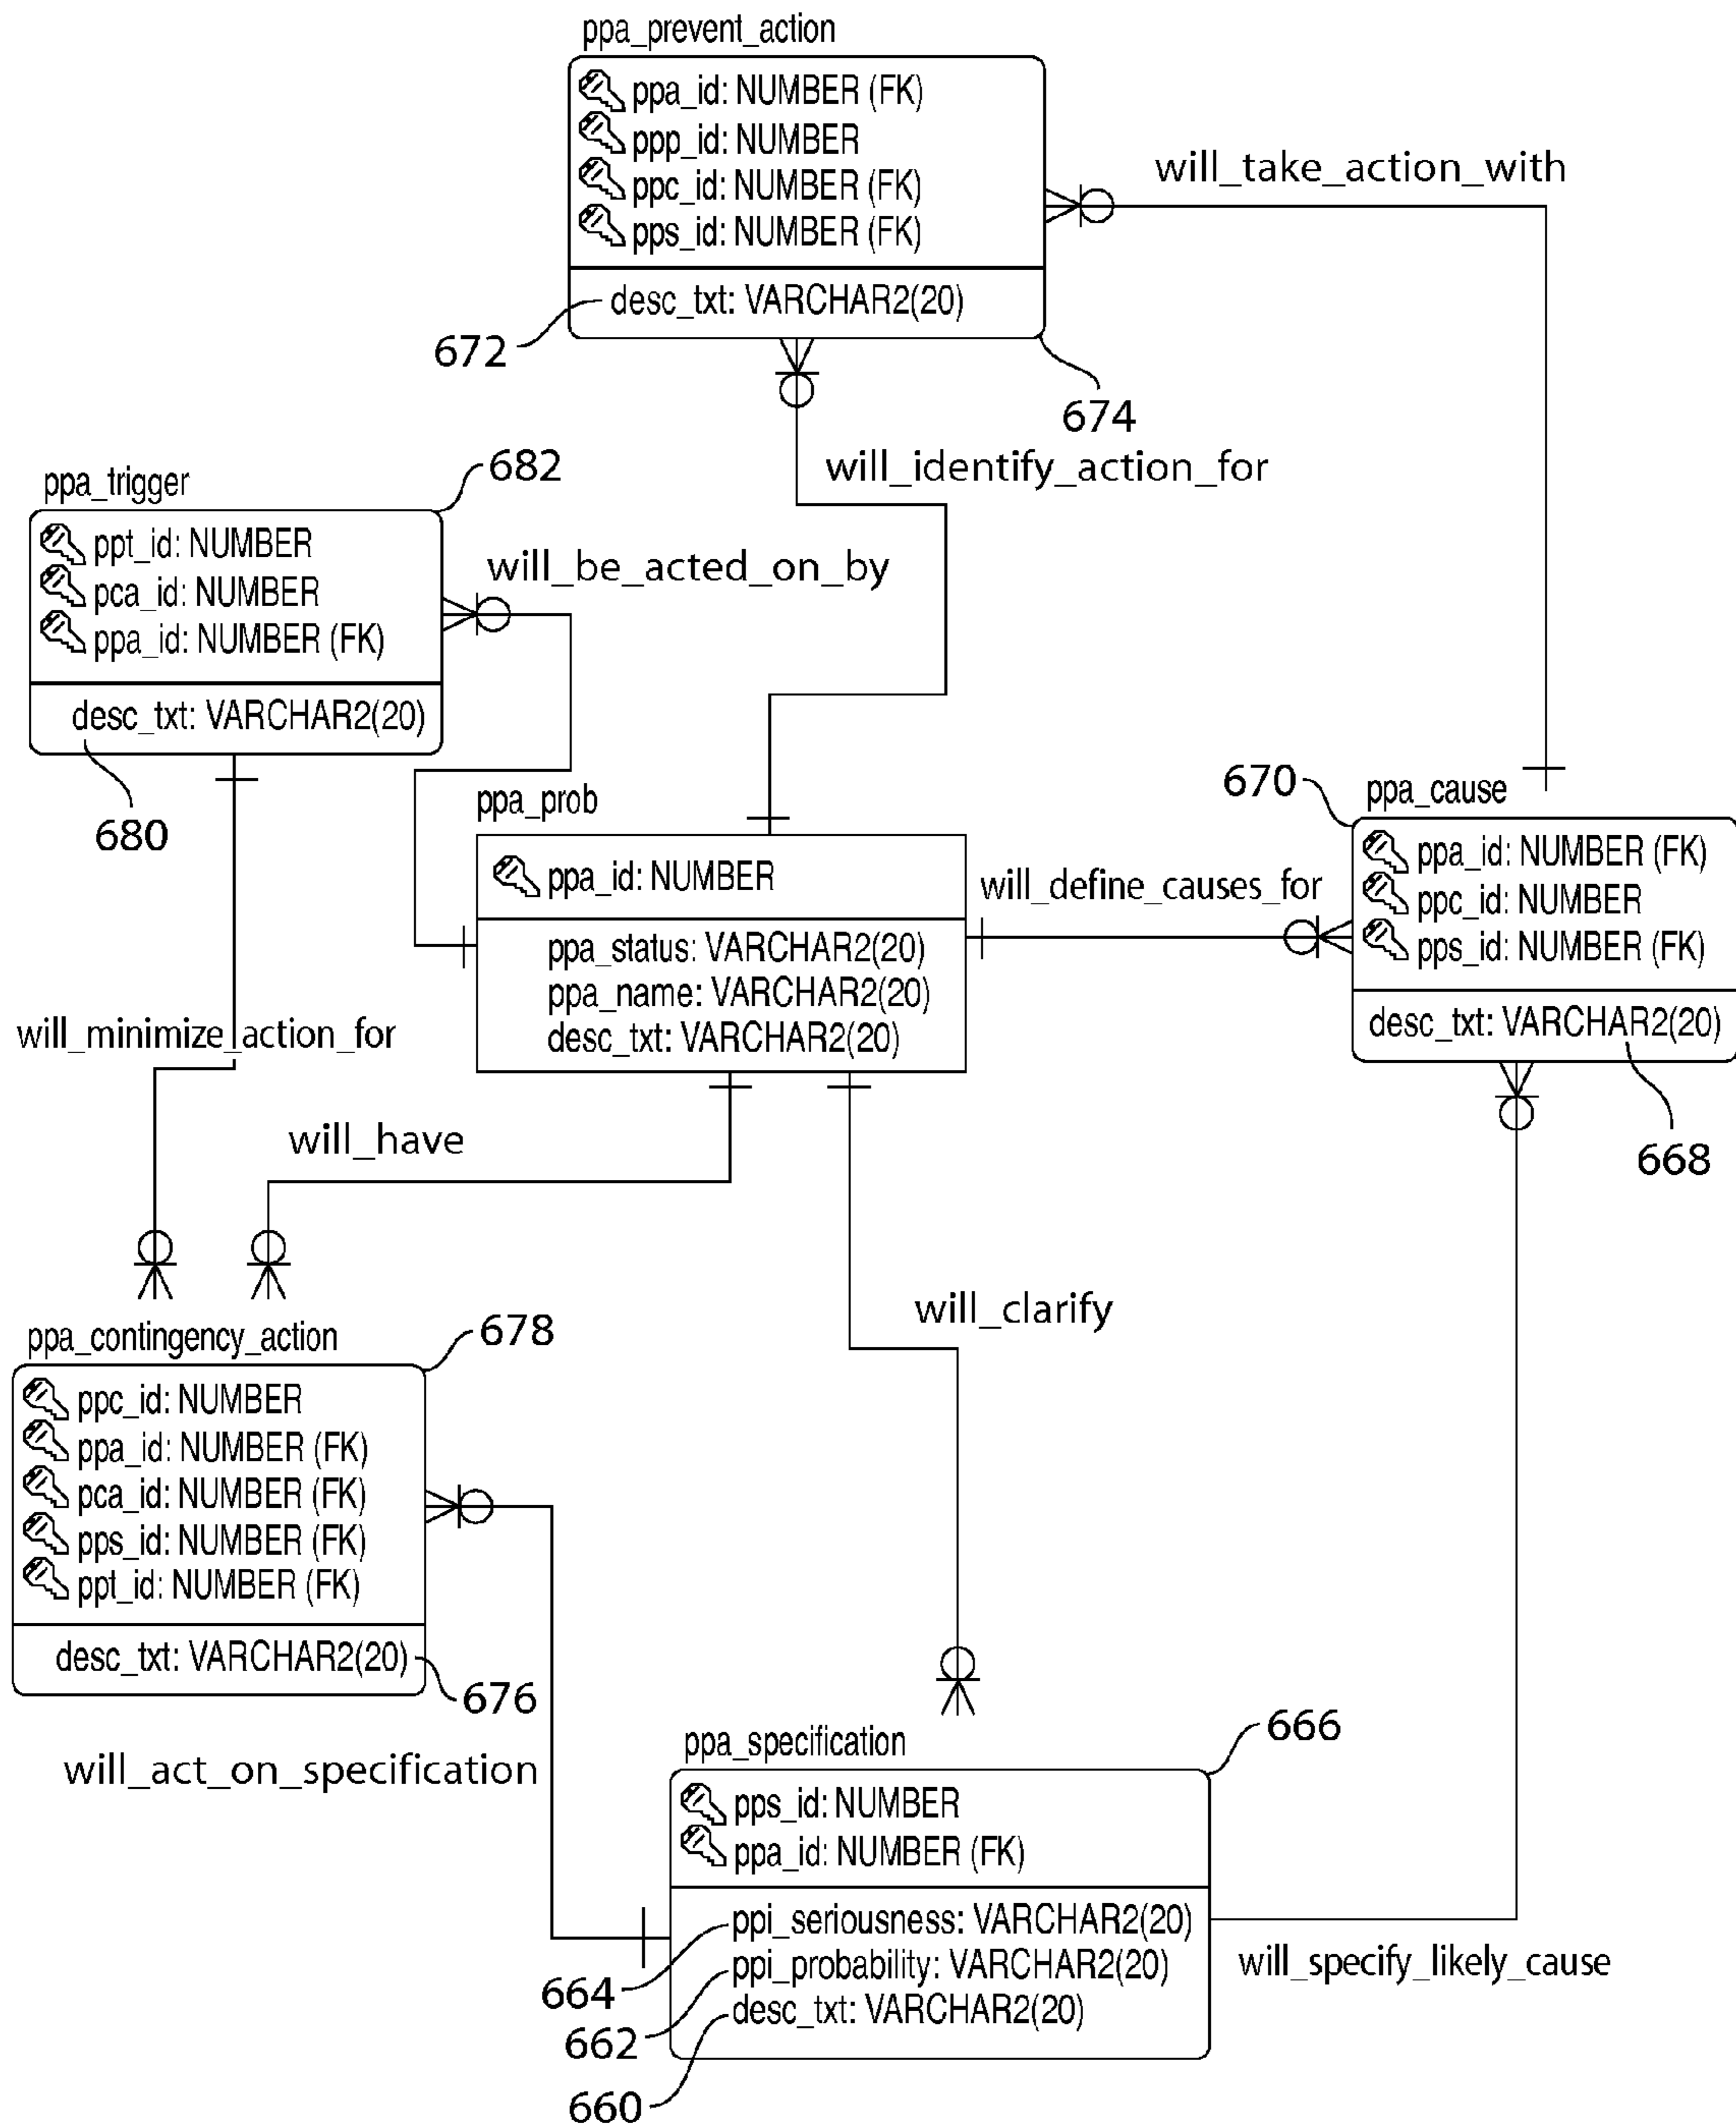 ppa_prevent_action
ppa_id: NUMBER (FK)
ppp_id: NUMBER
ppc_id: NUMBER (FK)
pps_id: NUMBER (FK)
desc_txt: VARCHAR2(20)
672
674
will_take_action_with
will_identify_action_for
ppa_trigger
682
ppt_id: NUMBER
pca_id: NUMBER
ppa_id: NUMBER (FK)
desc_txt: VARCHAR2(20)
680
will_be_acted_on_by
ppa_prob
ppa_id: NUMBER
ppa_status: VARCHAR2(20)
ppa_name: VARCHAR2(20)
desc_txt: VARCHAR2(20)
will_define_causes_for
670
ppa_cause
ppa_id: NUMBER (FK)
ppc_id: NUMBER
pps_id: NUMBER (FK)
desc_txt: VARCHAR2(20)
668
will_minimize_action_for
will_have
will_clarify
ppa_contingency_action
678
ppc_id: NUMBER
ppa_id: NUMBER (FK)
pca_id: NUMBER (FK)
pps_id: NUMBER (FK)
ppt_id: NUMBER (FK)
desc_txt: VARCHAR2(20)
676
will_act_on_specification
ppa_specification
666
pps_id: NUMBER
ppa_id: NUMBER (FK)
ppi_seriousness: VARCHAR2(20)
ppi_probability: VARCHAR2(20)
desc_txt: VARCHAR2(20)
664
662
660
will_specify_likely_cause